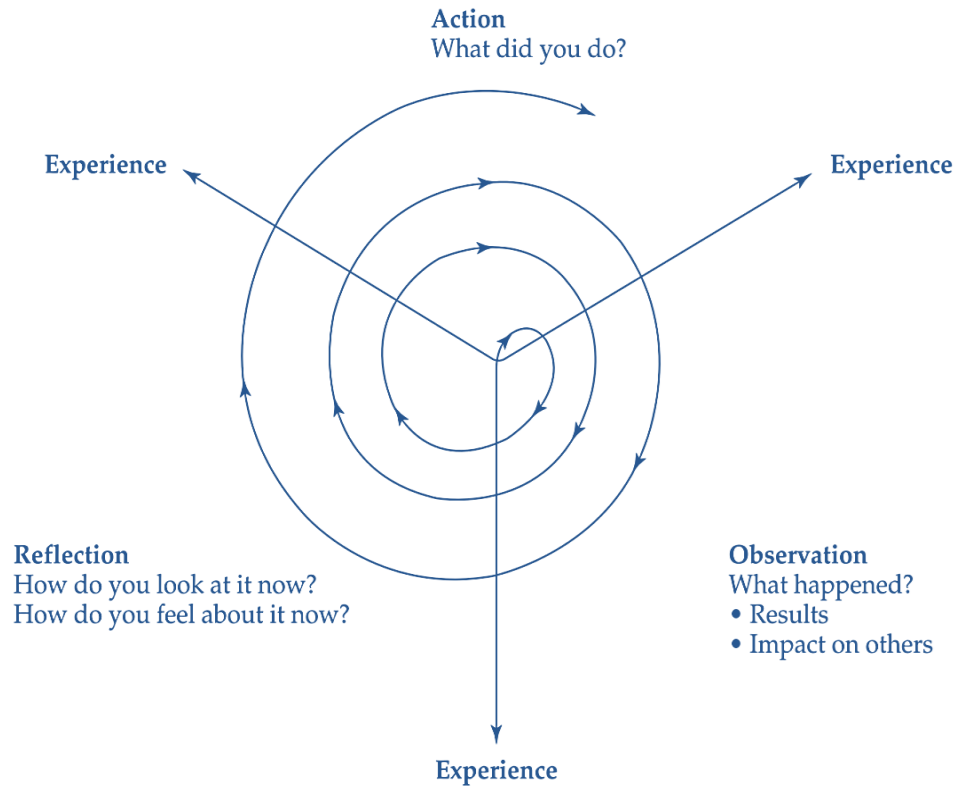 Action
What did you do?
Experience
Experience
Reflection
How do you look at it now?
How do you feel about it now?
Observation
What happened?
• Results
• Impact on others
Experience